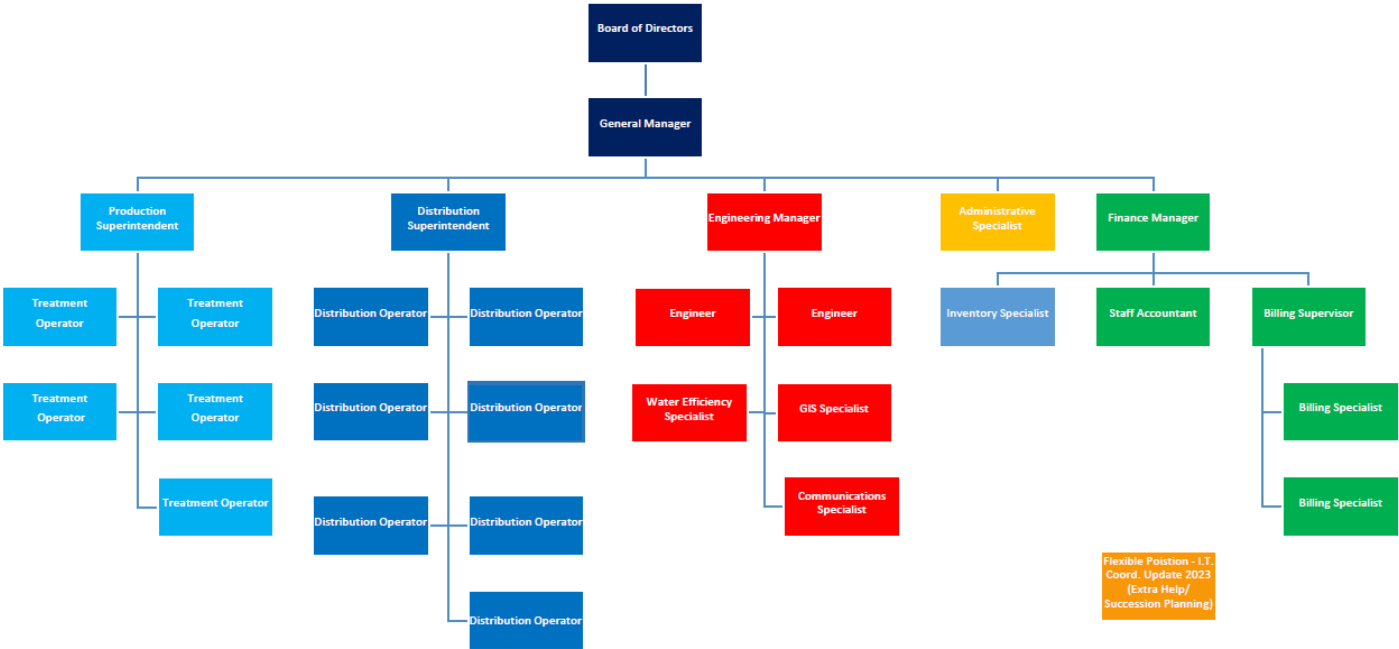 Board of Directors
General Manager
Production
Superintendent
Distribution
Superintendent
Engineering Manager
Administrative
Specialist
Finance Manager
Treatment
Operator
Treatment
Operator
Distribution Operator
Distribution Operator
Engineer
Engineer
Inventory Specialist
Staff Accountant
Billing Supervisor
Treatment
Operator
Treatment
Operator
Distribution Operator
Distribution Operator
Water Efficiency
Specialist
GIS Specialist
Billing Specialist
Treatment Operator
Distribution Operator
Distribution Operator
Communications
Specialist
Billing Specialist
Flexible Poistion - I.T.
Coord. Update 2023
(Extra Help/
Succession Planning)
Distribution Operator